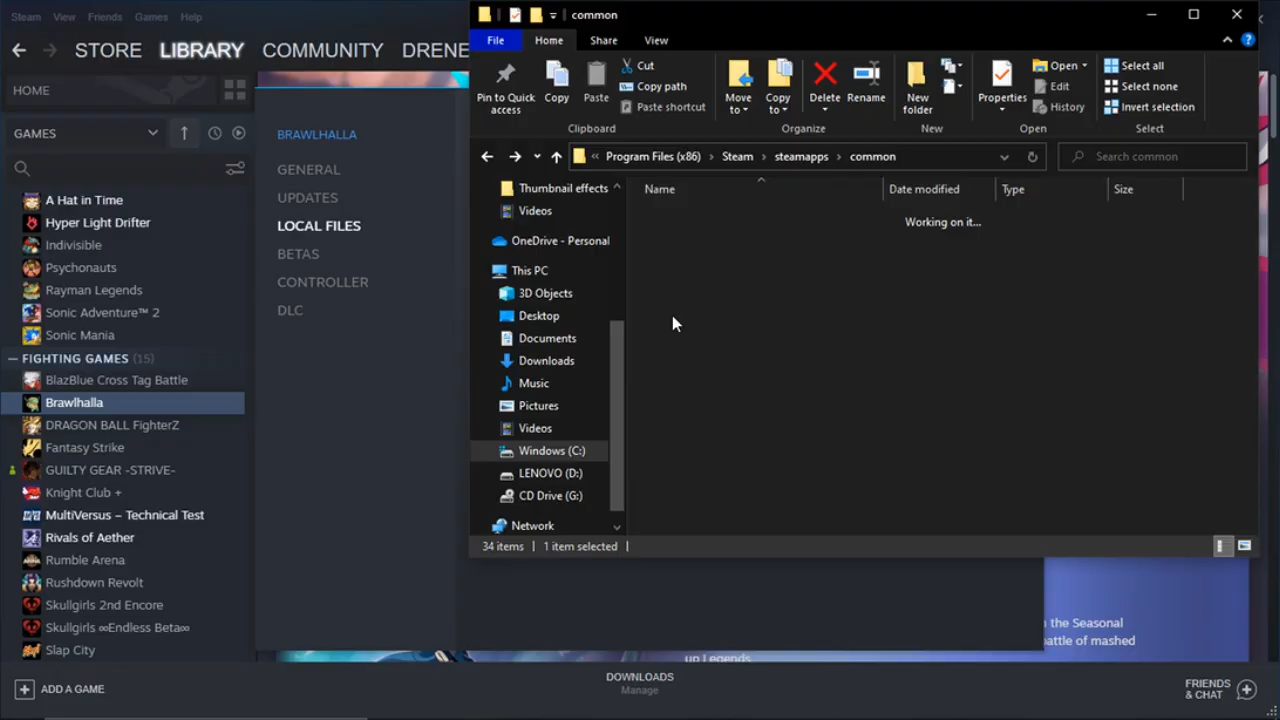 Steam View Friends Games Help
STORE LIBRARY COMMUNITY DRENE
HOME
GAMES
A Hat in Time
Hyper Light Drifter
Indivisible
Psychonauts
Rayman Legends
Sonic Adventure™ 2
Sonic Mania
FIGHTING GAMES (15)
BlazBlue Cross Tag Battle
Brawlhalla
DRAGON BALL FighterZ
Fantasy Strike
GUILTY GEAR -STRIVE-
Knight Club +
MultiVersus – Technical Test
Rivals of Aether
Rumble Arena
Rushdown Revolt
Skullgirls 2nd Encore
Skullgirls ∞Endless Beta∞
Slap City
ADD A GAME
BRAWLHALLA
GENERAL
UPDATES
LOCAL FILES
BETAS
CONTROLLER
DLC
common
File Home Share View
Pin to Quick access
Copy
Paste
Cut
Copy path
Paste shortcut
Clipboard
Move to
Copy to
Delete
Rename
Organize
New folder
New
Properties
Open
Edit
History
Open
Select all
Select none
Invert selection
Select
« Program Files (x86) > Steam > steamapps > common
Search common
Thumbnail effects
Videos
OneDrive - Personal
This PC
3D Objects
Desktop
Documents
Downloads
Music
Pictures
Videos
Windows (C:)
LENOVO (D:)
CD Drive (G:)
Network
Name Date modified Type Size
Working on it...
34 items 1 item selected
n the Seasonal
battle of mashed
up Legends
DOWNLOADS
Manage
FRIENDS
& CHAT